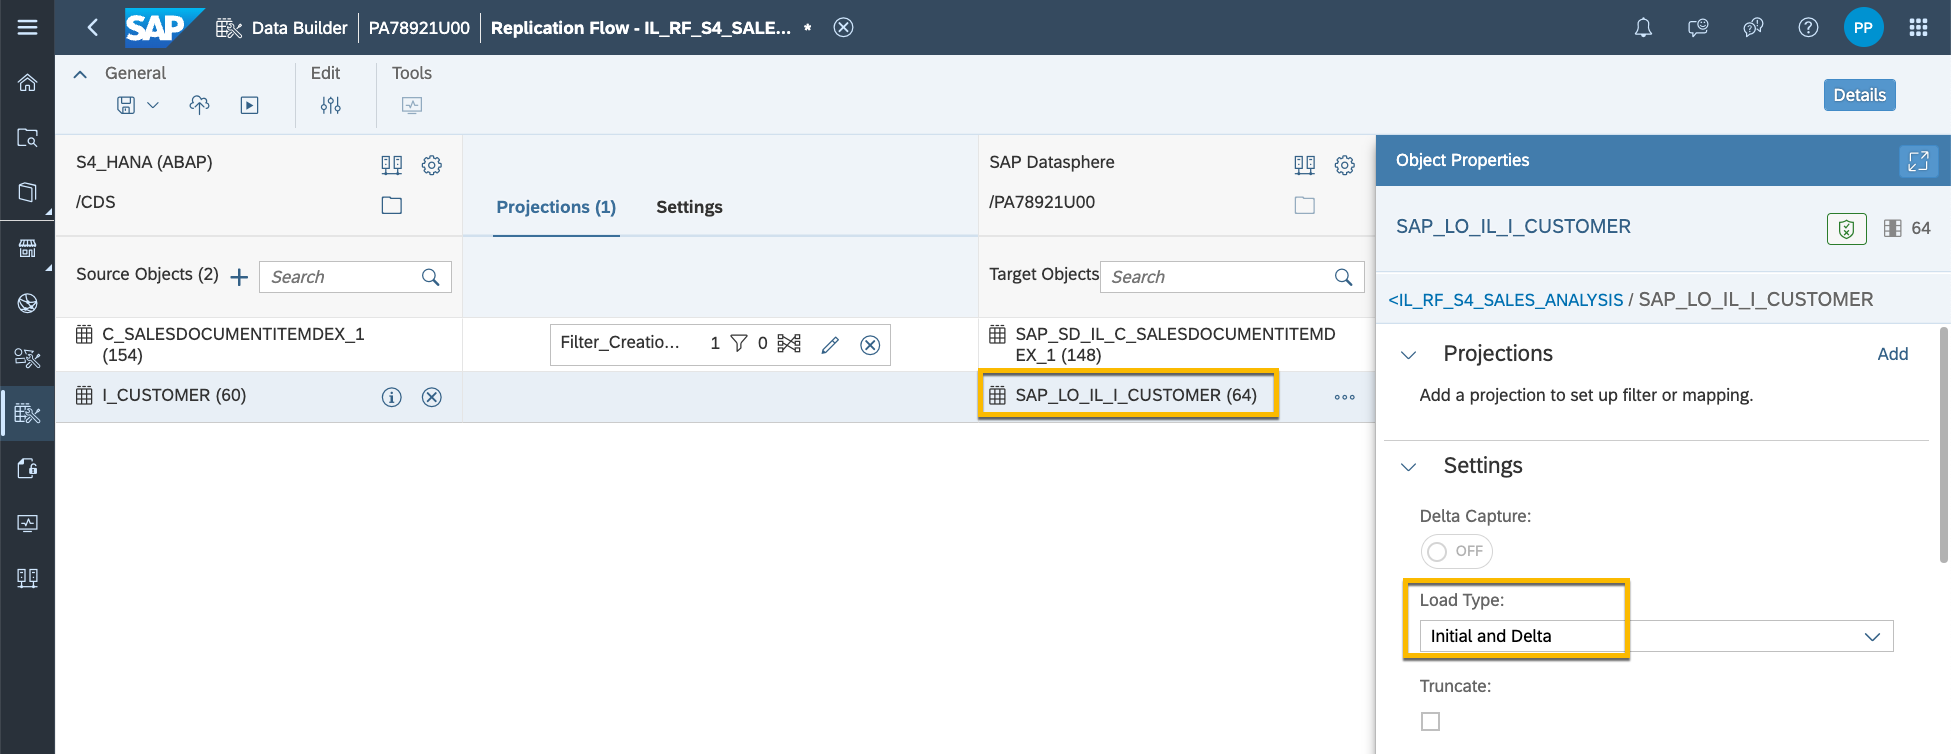 SAP
Data Builder
PA78921U00
Replication Flow - IL_RF_S4_SALE... *
PP
General
Edit
Tools
Details
S4_HANA (ABAP)
/CDS
Projections (1)
Settings
SAP Datasphere
/PA78921U00
Source Objects (2)
Search
Target Objects
Search
C_SALESDOCUMENTITEMDEX_1
(154)
Filter_Creatio...
1
0
SAP_SD_IL_C_SALESDOCUMENTITEMD
EX_1 (148)
I_CUSTOMER (60)
SAP_LO_IL_I_CUSTOMER (64)
Object Properties
SAP_LO_IL_I_CUSTOMER
64
<IL_RF_S4_SALES_ANALYSIS / SAP_LO_IL_I_CUSTOMER
Projections
Add
Add a projection to set up filter or mapping.
Settings
Delta Capture:
OFF
Load Type:
Initial and Delta
Truncate: